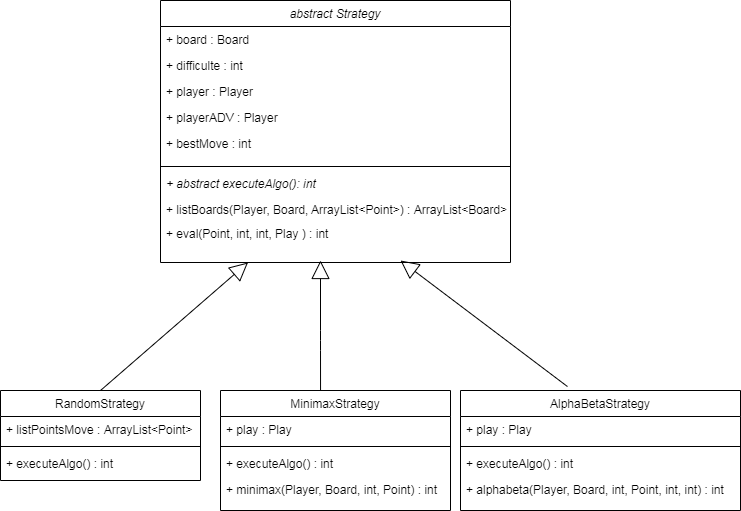 abstract Strategy
+ board : Board
+ difficulte : int
+ player : Player
+ playerADV : Player
+ bestMove : int
+ abstract executeAlgo(): int
+ listBoards(Player, Board, ArrayList<Point>) : ArrayList<Board>
+ eval(Point, int, int, Play ) : int
RandomStrategy
+ listPointsMove : ArrayList<Point>
+ executeAlgo() : int
MinimaxStrategy
+ play : Play
+ executeAlgo() : int
+ minimax(Player, Board, int, Point) : int
AlphaBetaStrategy
+ play : Play
+ executeAlgo() : int
+ alphabeta(Player, Board, int, Point, int, int) : int